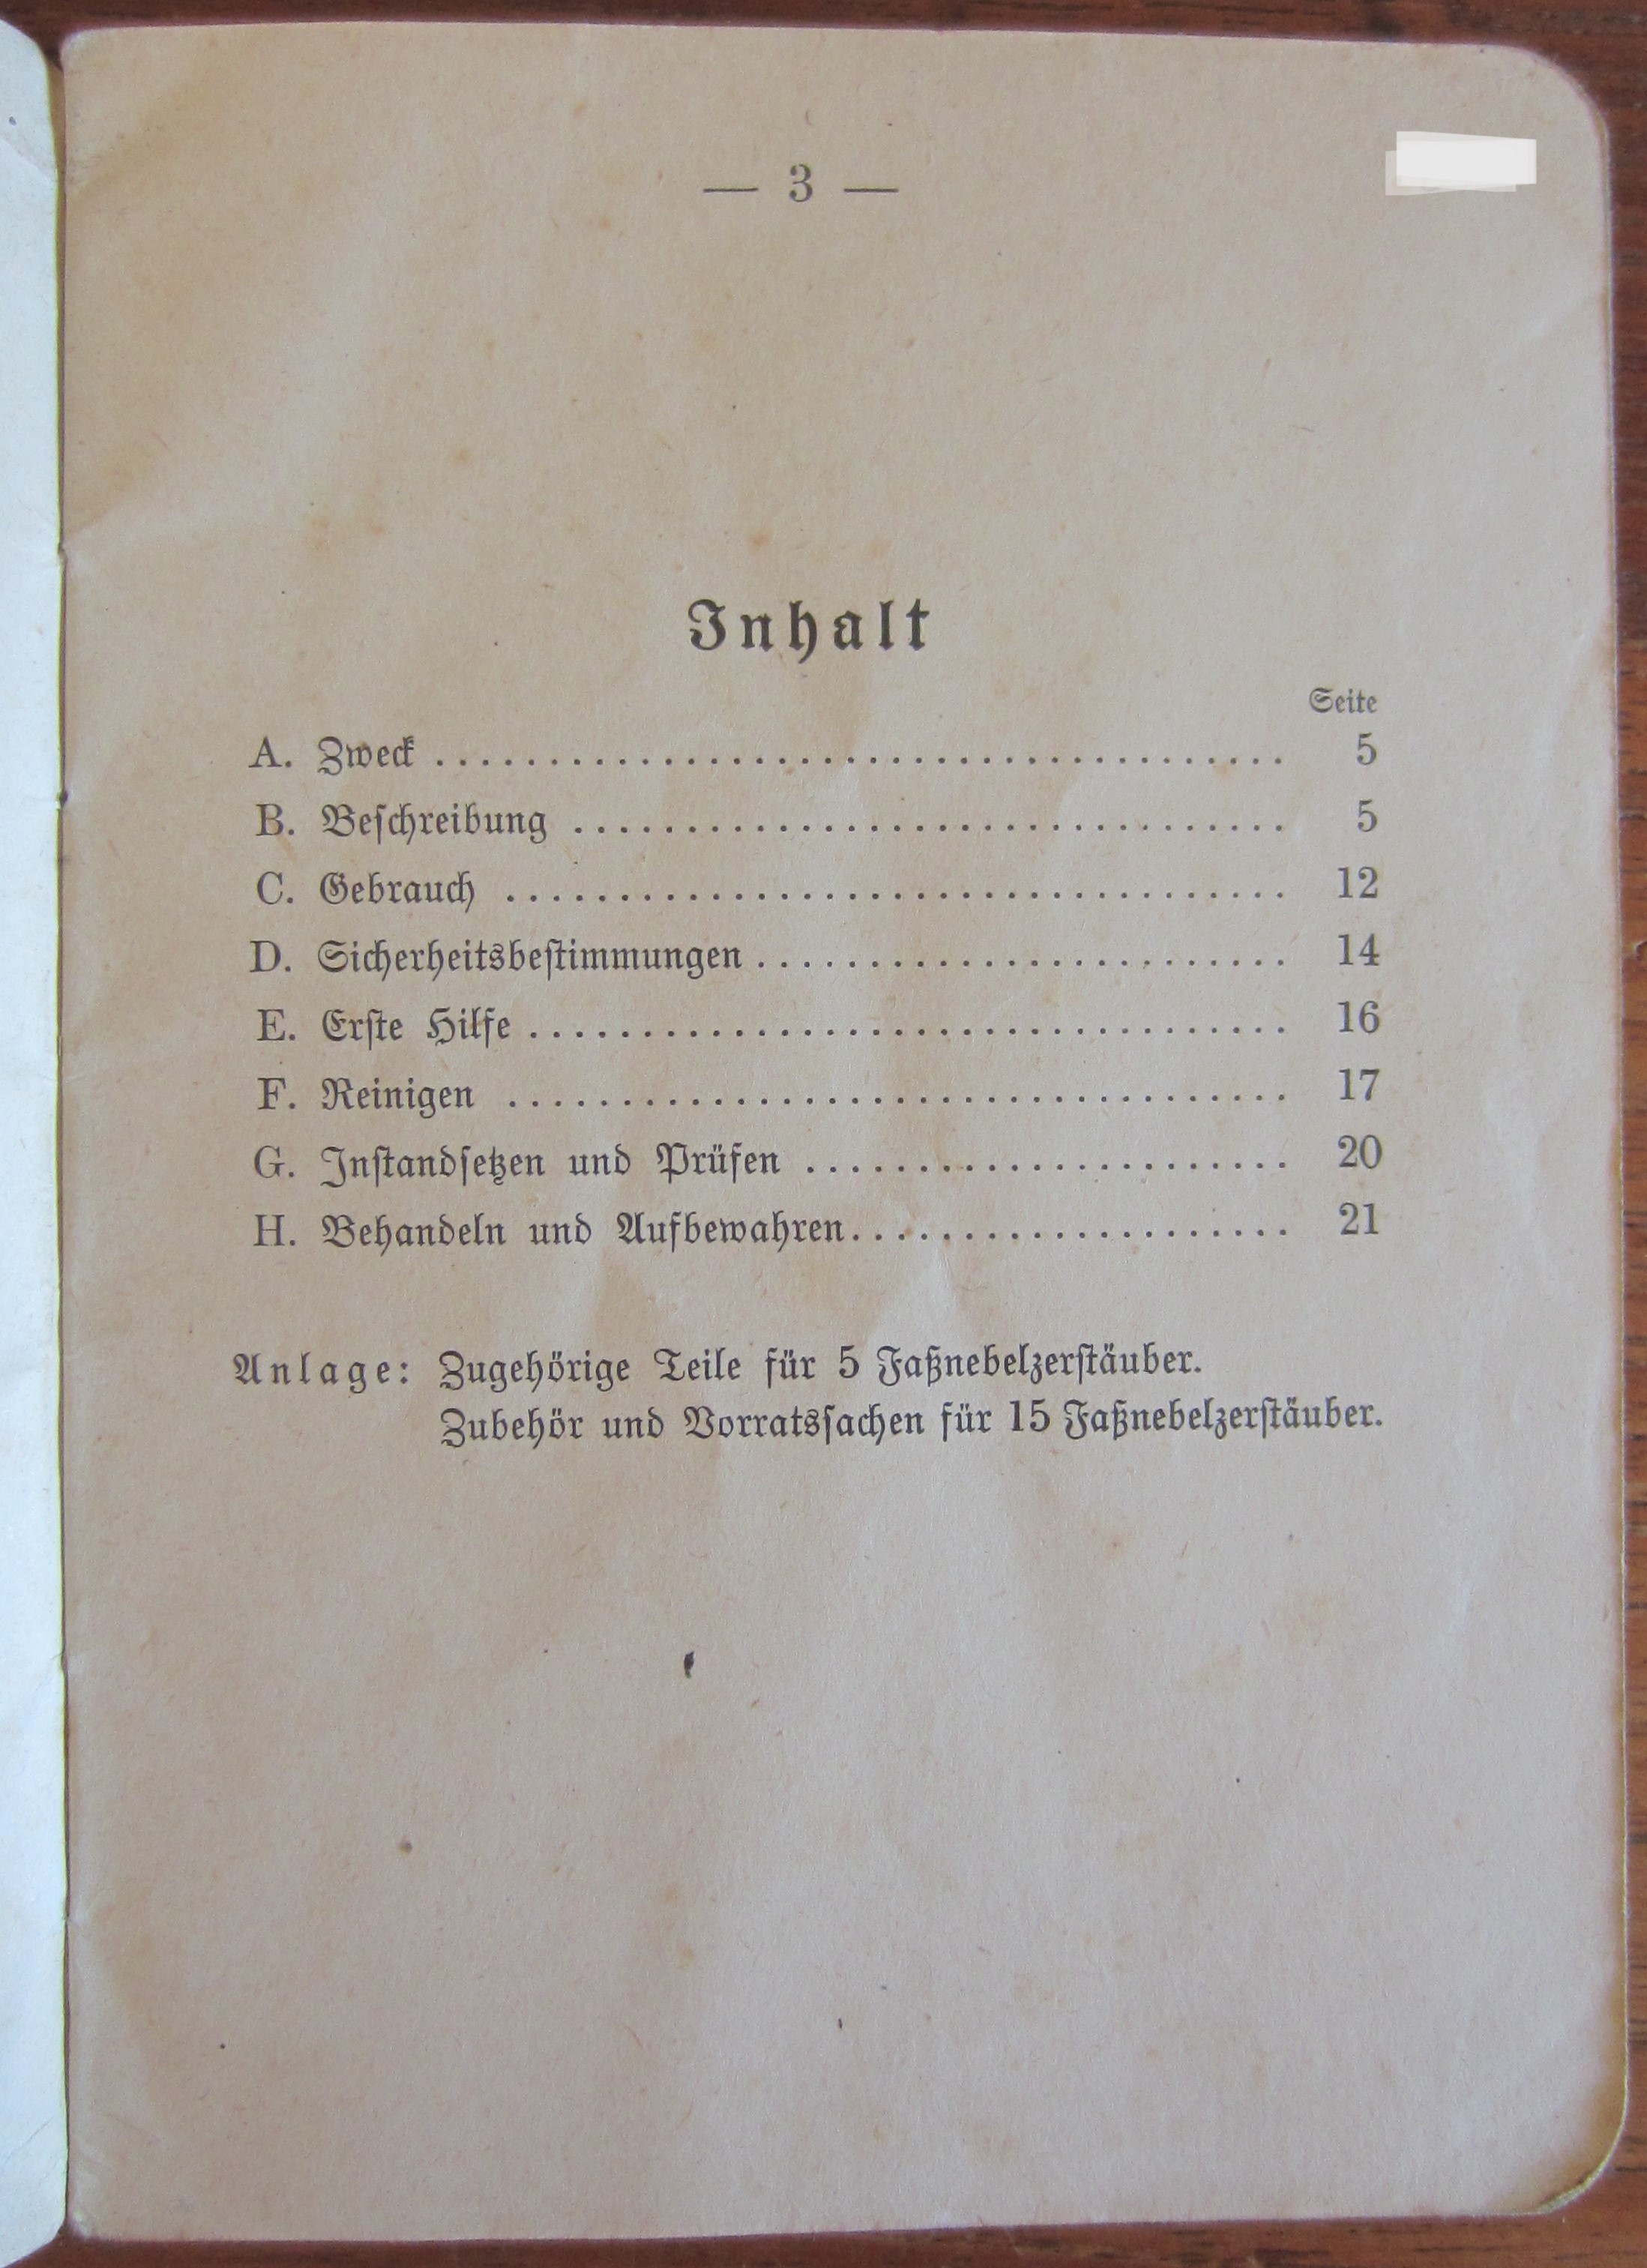 — 3 —
Inhalt
Seite
A. Zweck ........................................ 5
B. Beſchreibung ................................ 5
C. Gebrauch ................................... 12
D. Sicherheitsbeſtimmungen ........................ 14
E. Erſte Hilfe .................................. 16
F. Reinigen ................................... 17
G. Inſtandſetzen und Prüfen ...................... 20
H. Behandeln und Aufbewahren .................... 21
Anlage: Zugehörige Teile für 5 Faßnebelzerſtäuber.
Zubehör und Vorratsſachen für 15 Faßnebelzerſtäuber.